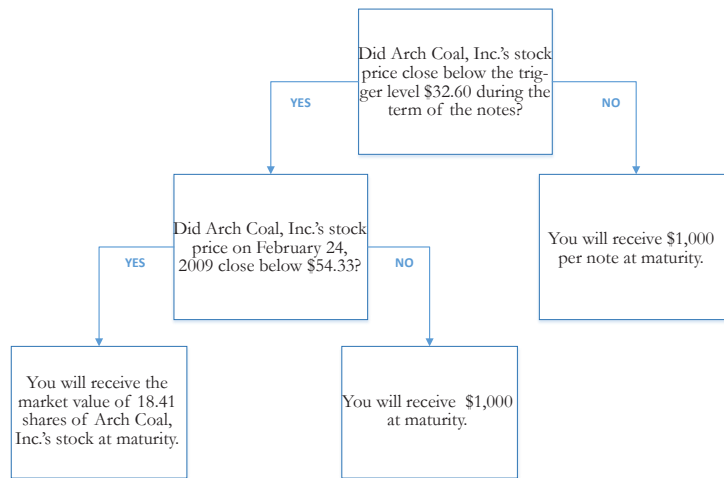 Did Arch Coal, Inc.'s stock
price close below the trig-
ger level $32.60 during the
term of the notes?
YES
NO
Did Arch Coal, Inc.'s stock
price on February 24,
2009 close below $54.33?
You will receive $1,000
per note at maturity.
YES
NO
You will receive the
market value of 18.41
shares of Arch Coal,
Inc.'s stock at maturity.
You will receive $1,000
at maturity.